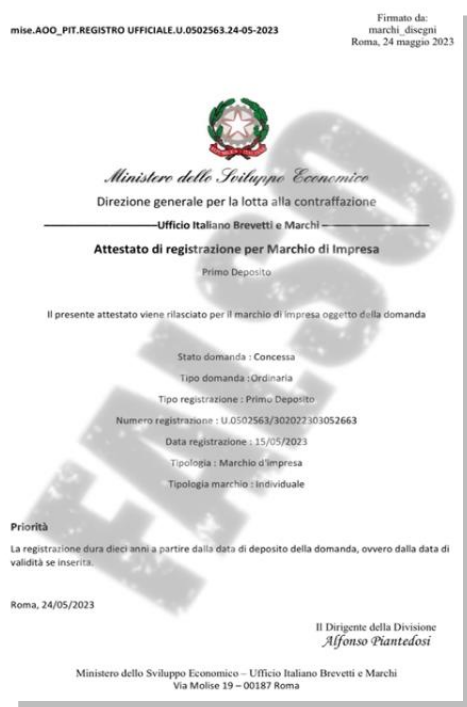 mise.AOO_PIT.REGISTRO UFFICIALE.U.0502563.24-05-2023
Firmato da:
marchi_disegni
Roma, 24 maggio 2023
Ministero dello Sviluppo Economico
Direzione generale per la lotta alla contraffazione
Ufficio Italiano Brevetti e Marchi
Attestato di registrazione per Marchio di Impresa
Primo Deposito
Il presente attestato viene rilasciato per il marchio di impresa oggetto della domanda
Stato domanda : Concessa
Tipo domanda :Ordinaria
Tipo registrazione : Primo Deposito
Numero registrazione : U.0502563/302022303052663
Data registrazione : 15/05/2023
Tipologia : Marchio d'impresa
Tipologia marchio : Individuale
FALSO
Priorità
La registrazione dura dieci anni a partire dalla data di deposito della domanda, ovvero dalla data di
validità se inserita.
Roma, 24/05/2023
Il Dirigente della Divisione
Alfonso Piantedosi
Ministero dello Sviluppo Economico – Ufficio Italiano Brevetti e Marchi
Via Molise 19 – 00187 Roma